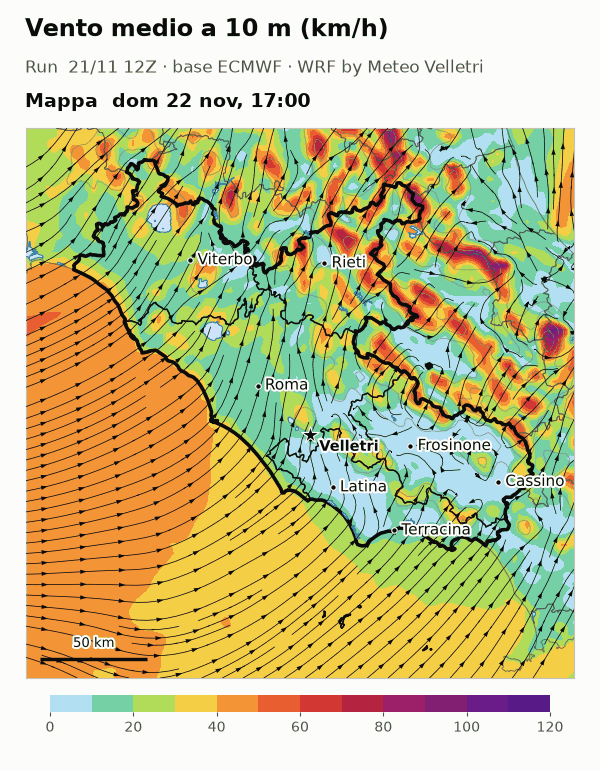 Vento medio a 10 m (km/h)
Run  21/11 12Z · base ECMWF · WRF by Meteo Velletri
Mappa  dom 22 nov, 17:00
Viterbo
Rieti
Roma
Velletri
Frosinone
Cassino
Latina
Terracina
50 km
0 20 40 60 80 100 120